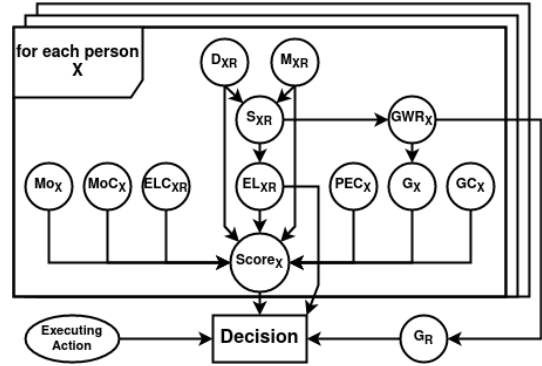 for each person
X
DXR
MXR
SXR
GWRX
MoX
MoCX
ELCXR
ELXR
PECX
GX
GCX
ScoreX
Executing
Action
Decision
GR